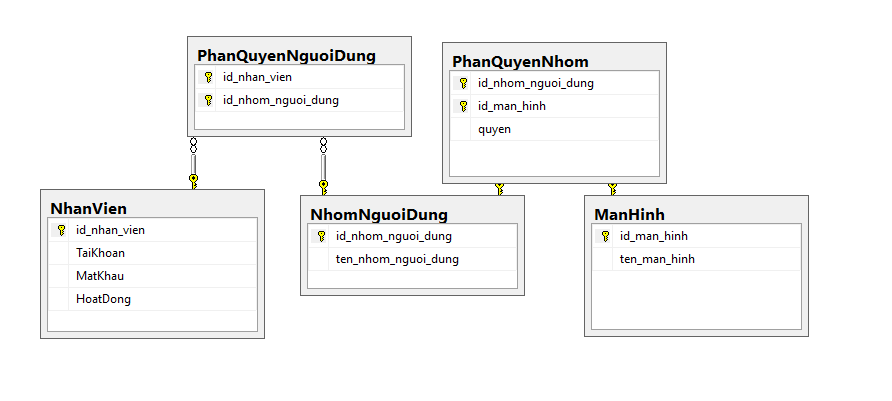 PhanQuyenNguoiDung
id_nhan_vien
id_nhom_nguoi_dung
PhanQuyenNhom
id_nhom_nguoi_dung
id_man_hinh
quyen
NhanVien
id_nhan_vien
TaiKhoan
MatKhau
HoatDong
NhomNguoiDung
id_nhom_nguoi_dung
ten_nhom_nguoi_dung
ManHinh
id_man_hinh
ten_man_hinh